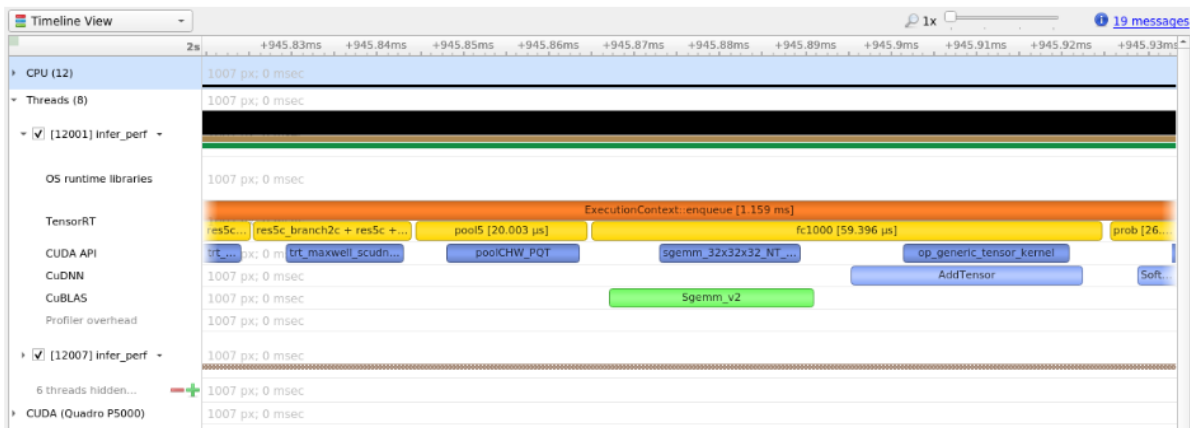 Timeline View 1x 19 messages
2s +945.83ms +945.84ms +945.85ms +945.86ms +945.87ms +945.88ms +945.89ms +945.9ms +945.91ms +945.92ms +945.93ms
CPU (12) 1007 px; 0 msec
Threads (8) 1007 px; 0 msec
[12001] infer_perf
OS runtime libraries 1007 px; 0 msec
ExecutionContext::enqueue [1.159 ms]
TensorRT
res5c... res5c_branch2c + res5c +... pool5 [20.003 µs] fc1000 [59.396 µs] prob [26....
CUDA API trt_... px; 0 m trt_maxwell_scudn... poolCHW_PQT sgemm_32x32x32_NT_... op_generic_tensor_kernel
CuDNN 1007 px; 0 msec AddTensor Soft...
CuBLAS 1007 px; 0 msec Sgemm_v2
Profiler overhead 1007 px; 0 msec
[12007] infer_perf 1007 px; 0 msec
6 threads hidden... 1007 px; 0 msec
CUDA (Quadro P5000) 1007 px; 0 msec